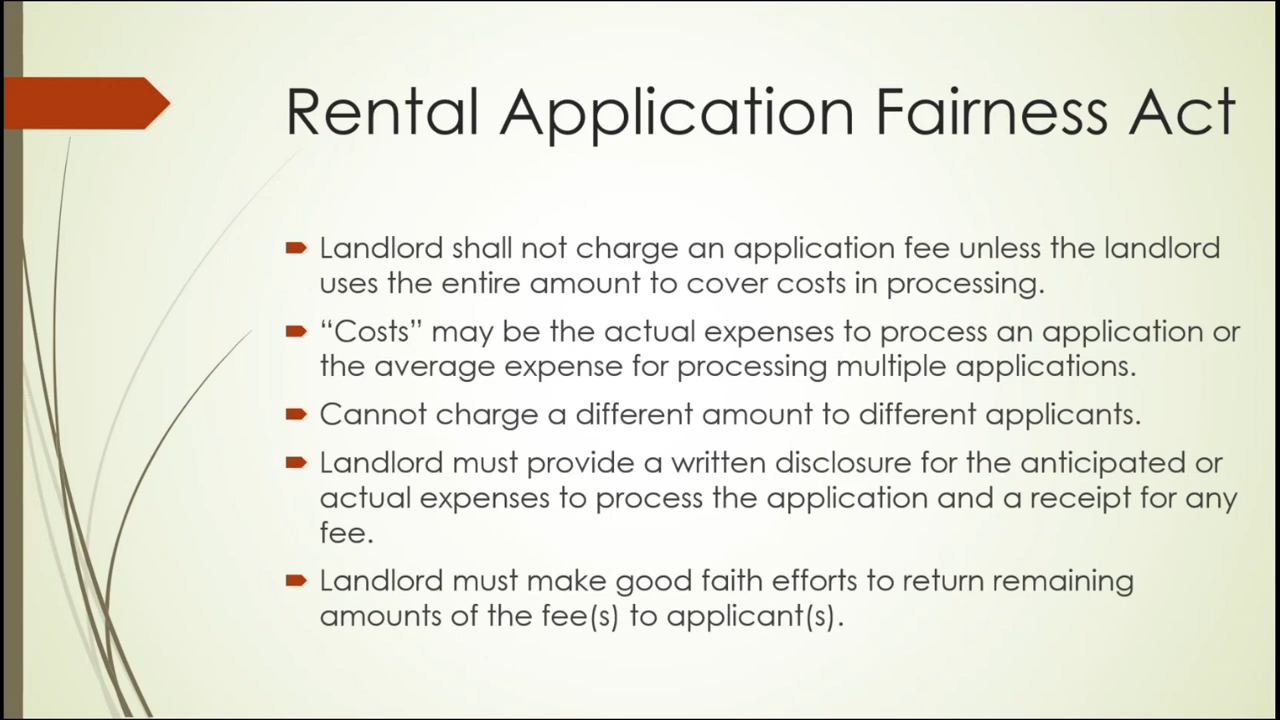 Rental Application Fairness Act
Landlord shall not charge an application fee unless the landlord
uses the entire amount to cover costs in processing.
“Costs” may be the actual expenses to process an application or
the average expense for processing multiple applications.
Cannot charge a different amount to different applicants.
Landlord must provide a written disclosure for the anticipated or
actual expenses to process the application and a receipt for any
fee.
Landlord must make good faith efforts to return remaining
amounts of the fee(s) to applicant(s).